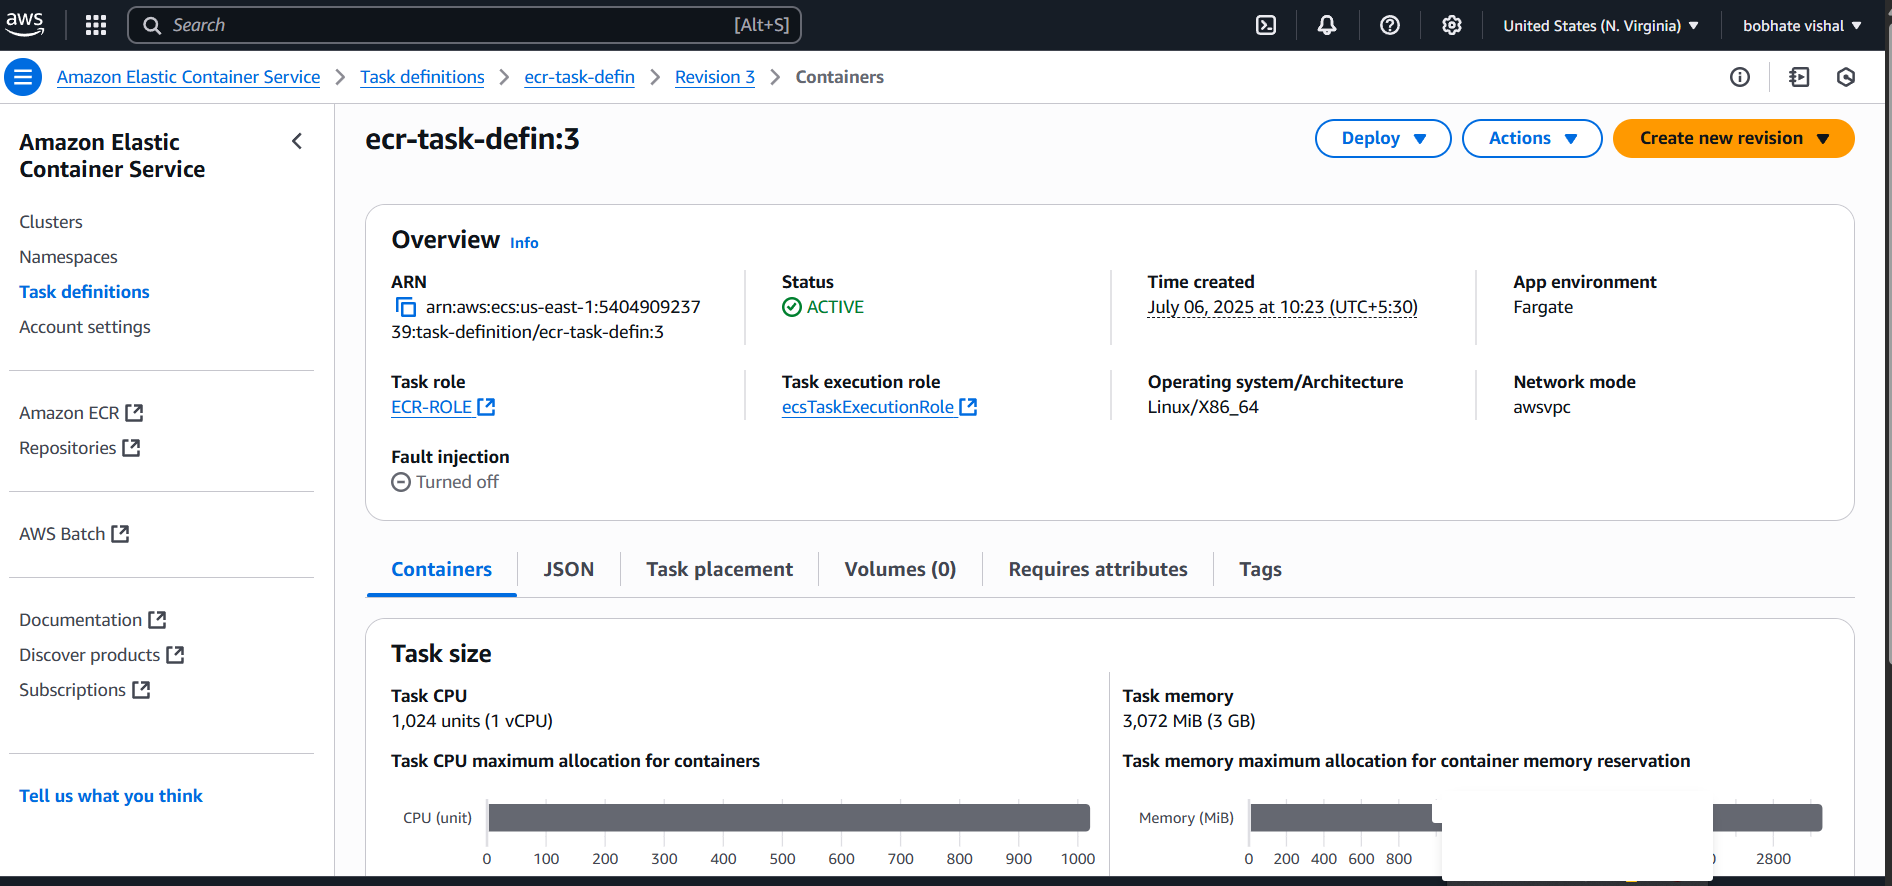 aws
Search [Alt+S]
United States (N. Virginia)
bobhate vishal
Amazon Elastic Container Service > Task definitions > ecr-task-defin > Revision 3 > Containers
Amazon Elastic
Container Service
Clusters
Namespaces
Task definitions
Account settings
Amazon ECR
Repositories
AWS Batch
Documentation
Discover products
Subscriptions
Tell us what you think
ecr-task-defin:3
Deploy
Actions
Create new revision
Overview Info
ARN
arn:aws:ecs:us-east-1:5404909237
39:task-definition/ecr-task-defin:3
Status
ACTIVE
Time created
July 06, 2025 at 10:23 (UTC+5:30)
App environment
Fargate
Task role
ECR-ROLE
Task execution role
ecsTaskExecutionRole
Operating system/Architecture
Linux/X86_64
Network mode
awsvpc
Fault injection
Turned off
Containers
JSON
Task placement
Volumes (0)
Requires attributes
Tags
Task size
Task CPU
1,024 units (1 vCPU)
Task CPU maximum allocation for containers
CPU (unit)
0 100 200 300 400 500 600 700 800 900 1000
Task memory
3,072 MiB (3 GB)
Task memory maximum allocation for container memory reservation
Memory (MiB)
0 200 400 600 800 2800